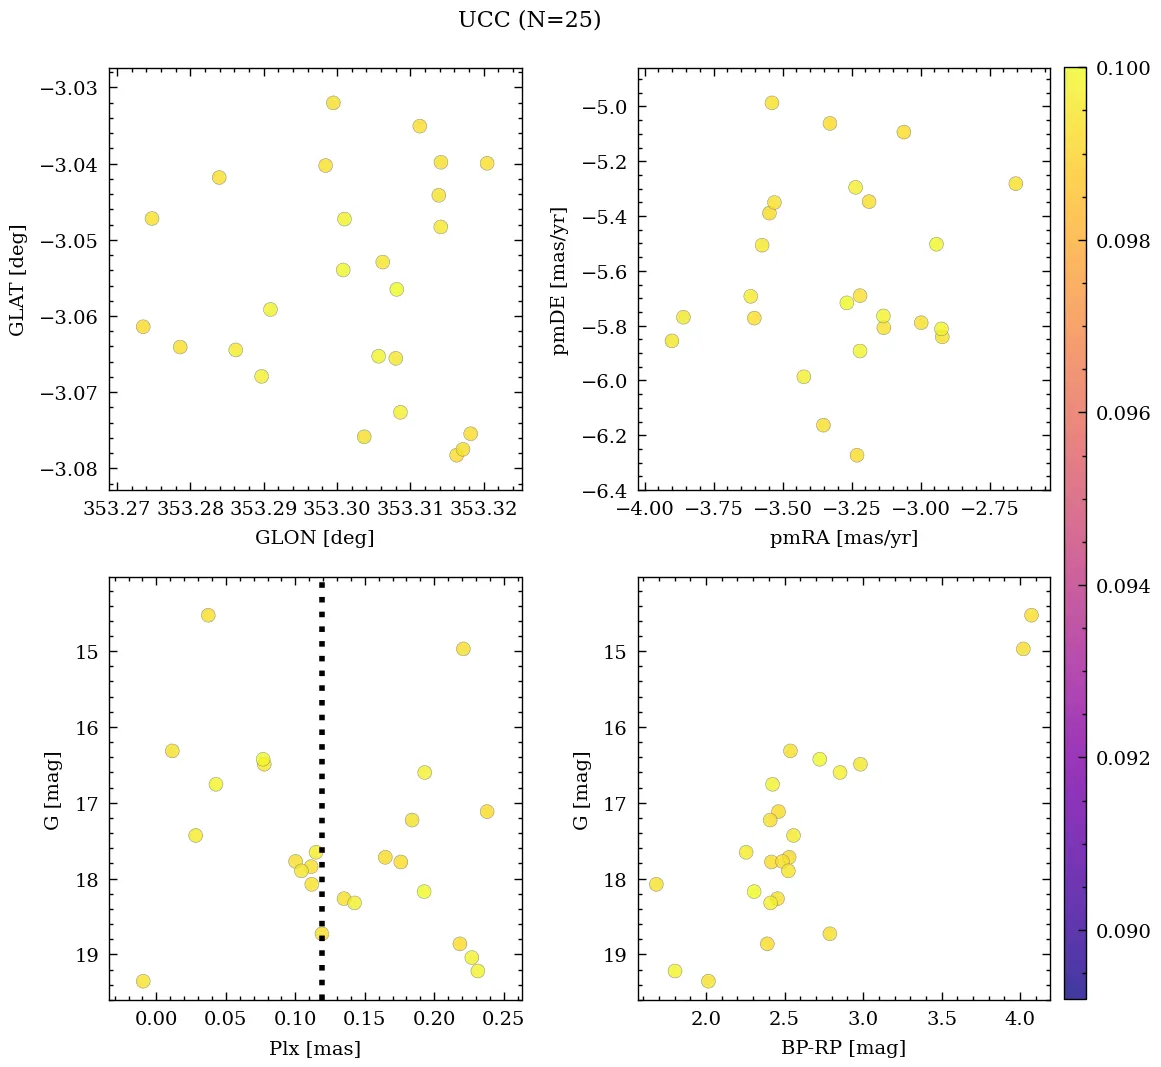 UCC (N=25)
−3.03
−3.04
−3.05
−3.06
−3.07
−3.08
GLAT [deg]
353.27 353.28 353.29 353.30 353.31 353.32
GLON [deg]
−5.0
−5.2
−5.4
−5.6
−5.8
−6.0
−6.2
−6.4
pmDE [mas/yr]
−4.00 −3.75 −3.50 −3.25 −3.00 −2.75
pmRA [mas/yr]
0.100
0.098
0.096
0.094
0.092
0.090
15
16
17
18
19
G [mag]
0.00 0.05 0.10 0.15 0.20 0.25
Plx [mas]
15
16
17
18
19
G [mag]
2.0 2.5 3.0 3.5 4.0
BP-RP [mag]